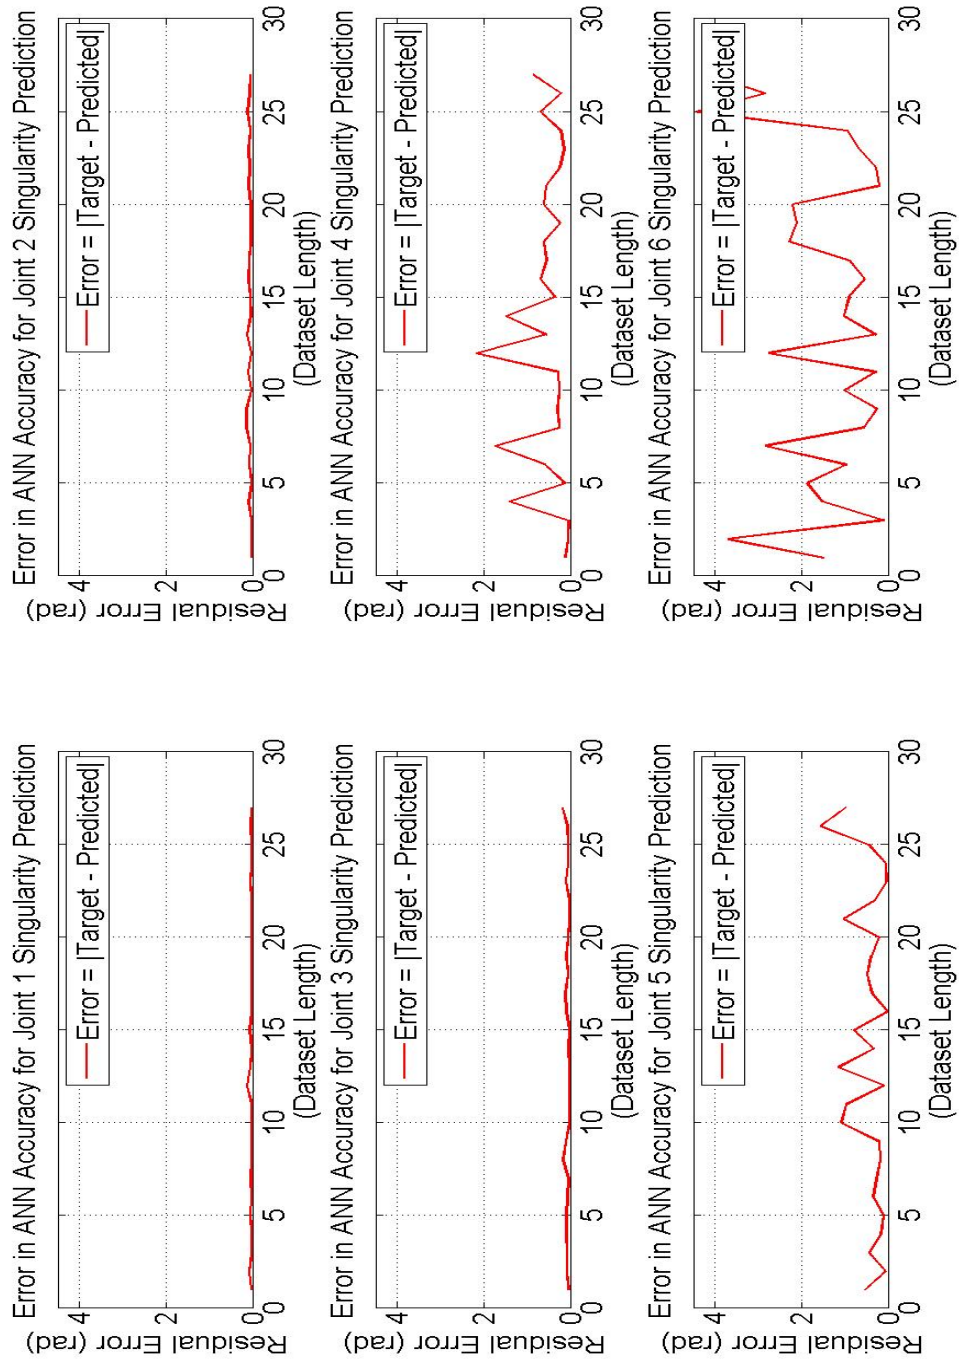 Error in ANN Accuracy for Joint 1 Singularity Prediction
Residual Error (rad)
4
2
0
Error = |Target - Predicted|
0 5 10 15 20 25 30
(Dataset Length)
Error in ANN Accuracy for Joint 2 Singularity Prediction
Residual Error (rad)
4
2
0
Error = |Target - Predicted|
0 5 10 15 20 25 30
(Dataset Length)
Error in ANN Accuracy for Joint 3 Singularity Prediction
Residual Error (rad)
4
2
0
Error = |Target - Predicted|
0 5 10 15 20 25 30
(Dataset Length)
Error in ANN Accuracy for Joint 4 Singularity Prediction
Residual Error (rad)
4
2
0
Error = |Target - Predicted|
0 5 10 15 20 25 30
(Dataset Length)
Error in ANN Accuracy for Joint 5 Singularity Prediction
Residual Error (rad)
4
2
0
Error = |Target - Predicted|
0 5 10 15 20 25 30
(Dataset Length)
Error in ANN Accuracy for Joint 6 Singularity Prediction
Residual Error (rad)
4
2
0
Error = |Target - Predicted|
0 5 10 15 20 25 30
(Dataset Length)